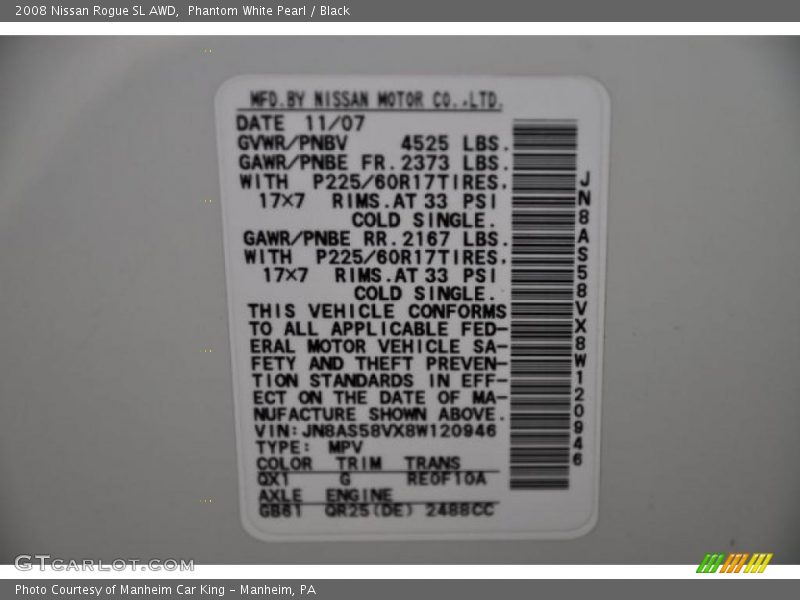 2008 Nissan Rogue SL AWD,  Phantom White Pearl / Black
MFD.BY NISSAN MOTOR CO.,LTD.
DATE 11/07
GVWR/PNBV 4525 LBS.
GAWR/PNBE FR.2373 LBS.
WITH P225/60R17TIRES,
17×7 RIMS.AT 33 PSI
COLD SINGLE.
GAWR/PNBE RR.2167 LBS.
WITH P225/60R17TIRES,
17×7 RIMS.AT 33 PSI
COLD SINGLE.
THIS VEHICLE CONFORMS
TO ALL APPLICABLE FED-
ERAL MOTOR VEHICLE SA-
FETY AND THEFT PREVEN-
TION STANDARDS IN EFF-
ECT ON THE DATE OF MA-
NUFACTURE SHOWN ABOVE.
VIN:JN8AS58VX8W120946
TYPE: MPV
COLOR TRIM TRANS
QX1 G RE0F10A
AXLE ENGINE
GB61 QR25(DE) 2488CC
JN8AS58VX8W120946
GTCarLot.com
Photo Courtesy of Manheim Car King - Manheim, PA